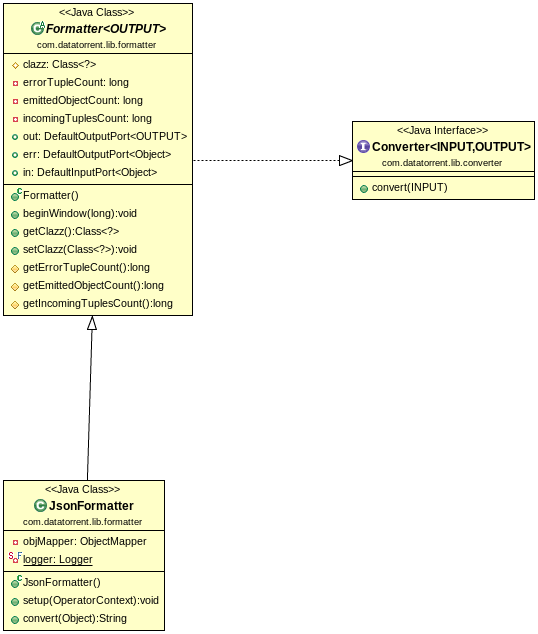 <<Java Class>>
Formatter<OUTPUT>
com.datatorrent.lib.formatter
clazz: Class<?>
errorTupleCount: long
emittedObjectCount: long
incomingTuplesCount: long
out: DefaultOutputPort<OUTPUT>
err: DefaultOutputPort<Object>
in: DefaultInputPort<Object>
Formatter()
beginWindow(long):void
getClazz():Class<?>
setClazz(Class<?>):void
getErrorTupleCount():long
getEmittedObjectCount():long
getIncomingTuplesCount():long
<<Java Interface>>
Converter<INPUT,OUTPUT>
com.datatorrent.lib.converter
convert(INPUT)
<<Java Class>>
JsonFormatter
com.datatorrent.lib.formatter
objMapper: ObjectMapper
logger: Logger
JsonFormatter()
setup(OperatorContext):void
convert(Object):String